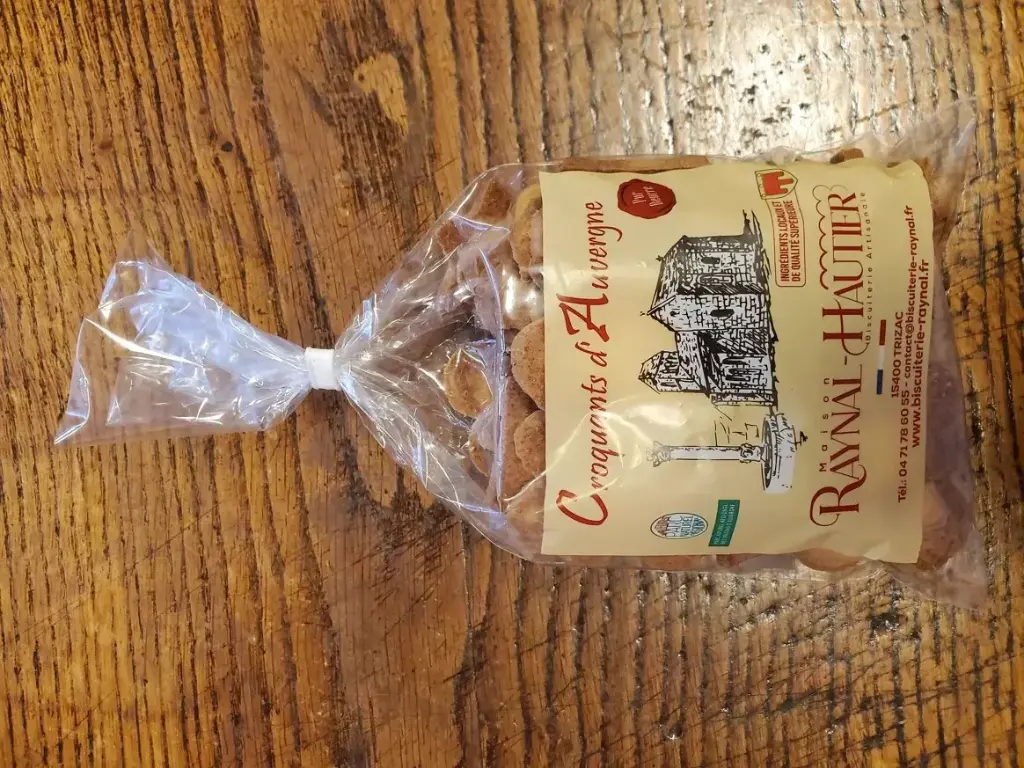 Croquants d'Auvergne
Pur
Beurre
INGRÉDIENTS LOCAUX ET
DE QUALITÉ SUPÉRIEURE
Maison
RAYNAL-HAUTIER
Biscuiterie Artisanale
15400 TRIZAC
Tél.: 04 71 78 60 55 - contact@biscuiterie-raynal.fr
www.biscuiterie-raynal.fr